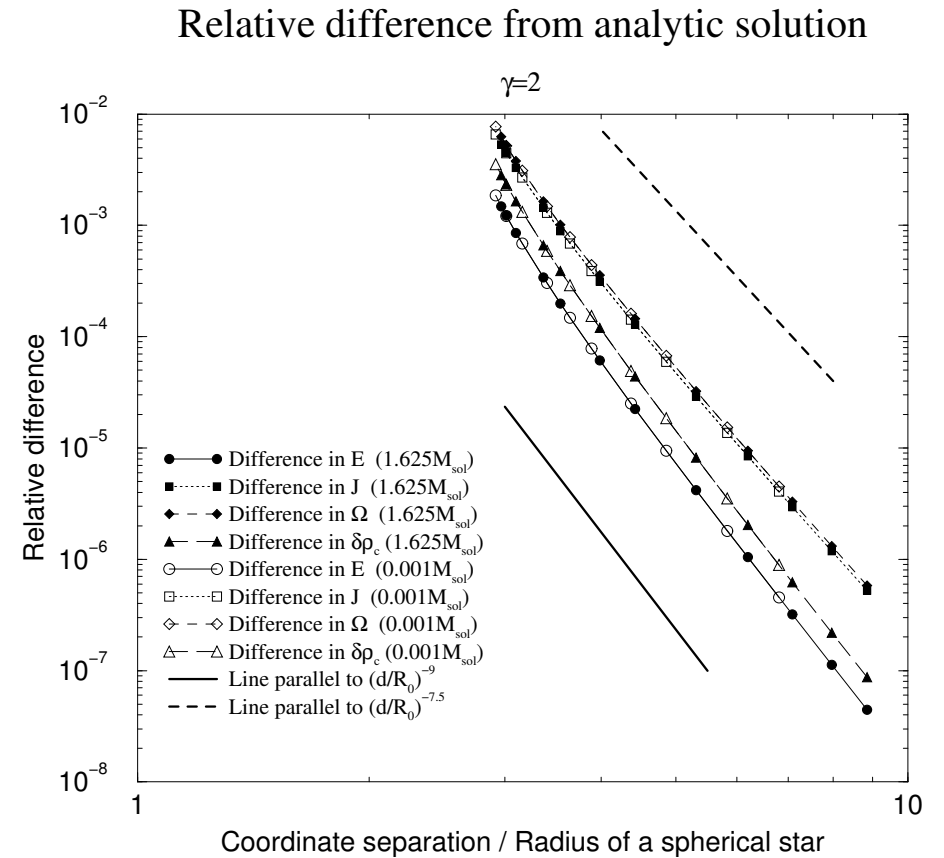 Relative difference from analytic solution
γ=2
10⁻²
10⁻³
10⁻⁴
10⁻⁵
10⁻⁶
10⁻⁷
10⁻⁸
Relative difference
Difference in E (1.625M_sol)
Difference in J (1.625M_sol)
Difference in Ω (1.625M_sol)
Difference in δρ_c (1.625M_sol)
Difference in E (0.001M_sol)
Difference in J (0.001M_sol)
Difference in Ω (0.001M_sol)
Difference in δρ_c (0.001M_sol)
Line parallel to (d/R₀)⁻⁹
Line parallel to (d/R₀)⁻⁷·⁵
1
10
Coordinate separation / Radius of a spherical star